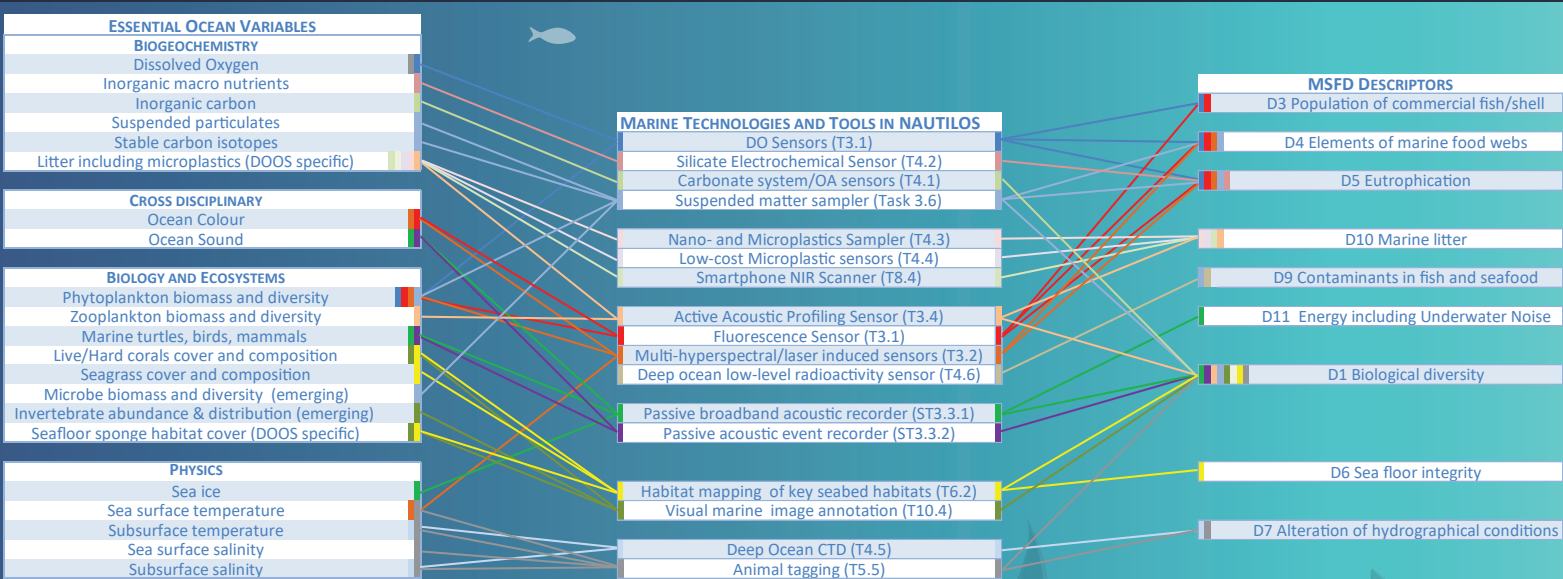 ESSENTIAL OCEAN VARIABLES
BIOGEOCHEMISTRY
Dissolved Oxygen
Inorganic macro nutrients
Inorganic carbon
Suspended particulates
Stable carbon isotopes
Litter including microplastics (DOOS specific)
CROSS DISCIPLINARY
Ocean Colour
Ocean Sound
BIOLOGY AND ECOSYSTEMS
Phytoplankton biomass and diversity
Zooplankton biomass and diversity
Marine turtles, birds, mammals
Live/Hard corals cover and composition
Seagrass cover and composition
Microbe biomass and diversity (emerging)
Invertebrate abundance & distribution (emerging)
Seafloor sponge habitat cover (DOOS specific)
PHYSICS
Sea ice
Sea surface temperature
Subsurface temperature
Sea surface salinity
Subsurface salinity
MARINE TECHNOLOGIES AND TOOLS IN NAUTILOS
DO Sensors (T3.1)
Silicate Electrochemical Sensor (T4.2)
Carbonate system/OA sensors (T4.1)
Suspended matter sampler (Task 3.6)
Nano- and Microplastics Sampler (T4.3)
Low-cost Microplastic sensors (T4.4)
Smartphone NIR Scanner (T8.4)
Active Acoustic Profiling Sensor (T3.4)
Fluorescence Sensor (T3.1)
Multi-hyperspectral/laser induced sensors (T3.2)
Deep ocean low-level radioactivity sensor (T4.6)
Passive broadband acoustic recorder (ST3.3.1)
Passive acoustic event recorder (ST3.3.2)
Habitat mapping of key seabed habitats (T6.2)
Visual marine image annotation (T10.4)
Deep Ocean CTD (T4.5)
Animal tagging (T5.5)
MSFD DESCRIPTORS
D3 Population of commercial fish/shell
D4 Elements of marine food webs
D5 Eutrophication
D10 Marine litter
D9 Contaminants in fish and seafood
D11 Energy including Underwater Noise
D1 Biological diversity
D6 Sea floor integrity
D7 Alteration of hydrographical conditions